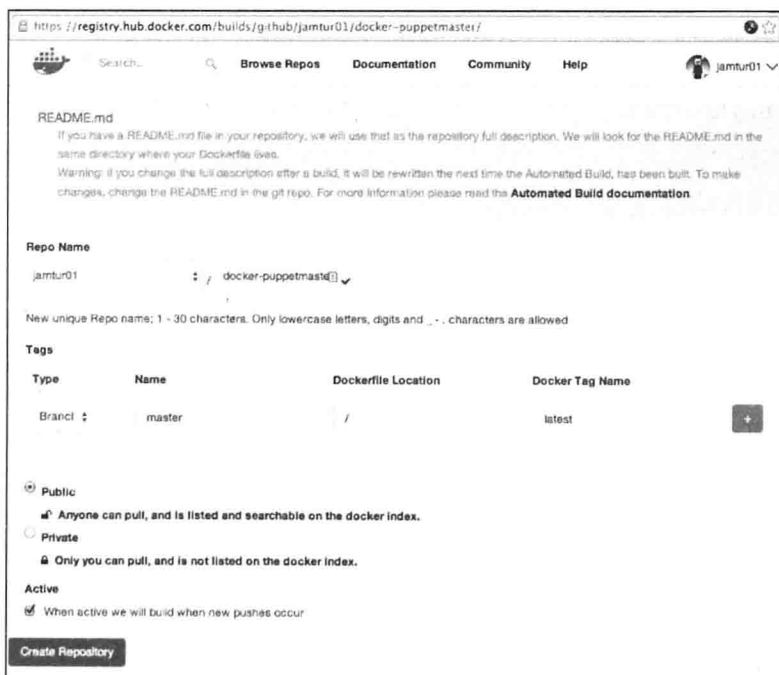 https://registry.hub.docker.com/builds/github/jamtur01/docker-puppetmaster/
Search...
Browse Repos
Documentation
Community
Help
jamtur01
README.md
If you have a README.md file in your repository, we will use that as the repository full description. We will look for the README.md in the
same directory where your Dockerfile lives.
Warning: if you change the full description after a build, it will be rewritten the next time the Automated Build, has been built. To make
changes, change the README.md in the git repo. For more information please read the Automated Build documentation.
Repo Name
jamtur01 / docker-puppetmaste
New unique Repo name; 1 - 30 characters. Only lowercase letters, digits and _ - . characters are allowed
Tags
Type Name Dockerfile Location Docker Tag Name
Brancl master / latest +
Public
Anyone can pull, and is listed and searchable on the docker index.
Private
Only you can pull, and is not listed on the docker index.
Active
When active we will build when new pushes occur
Create Repository